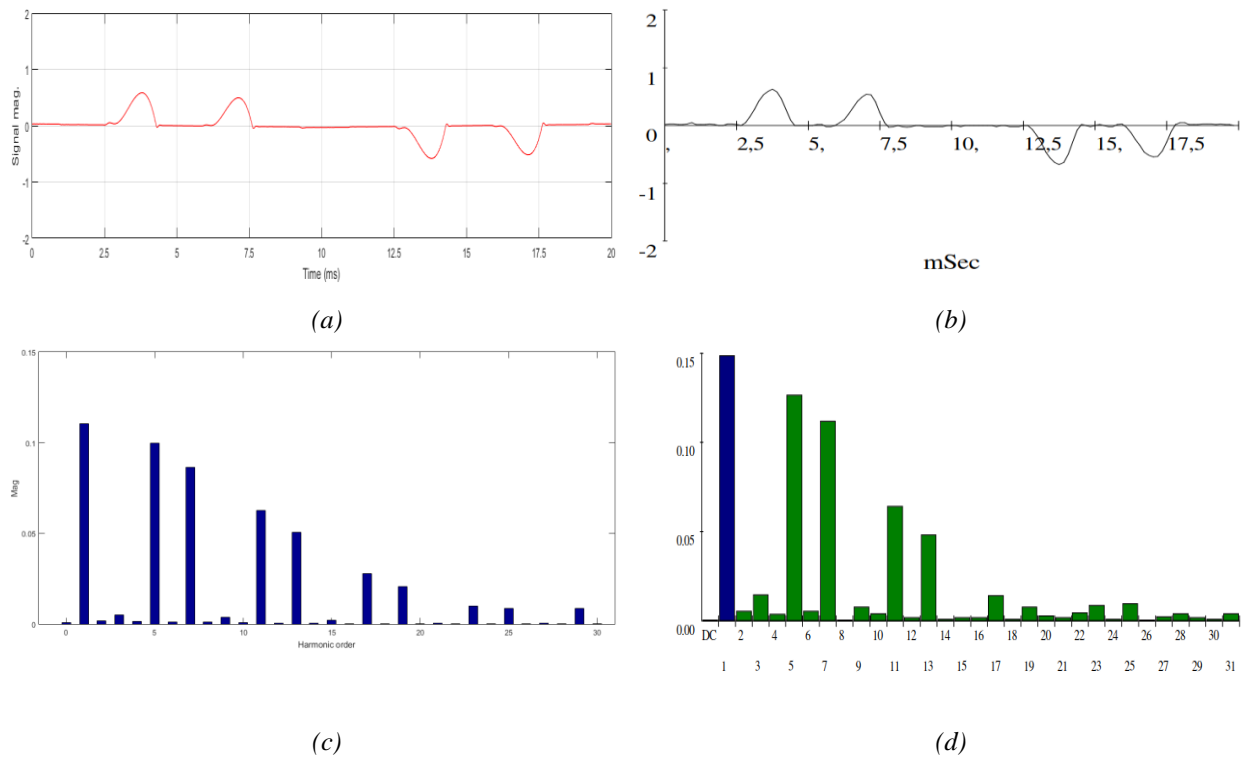 2
1
0
-1
-2
Signal mag.
0 2.5 5 7.5 10 12.5 15 17.5 20
Time (ms)
(a)
2
1
0
-1
-2
, 2,5 5, 7,5 10, 12,5 15, 17,5
mSec
(b)
0.15
0.1
0.05
0
Mag
0 5 10 15 20 25 30
Harmonic order
(c)
0.15
0.10
0.05
0.00
DC 2 4 6 8 10 12 14 16 18 20 22 24 26 28 30
1 3 5 7 9 11 13 15 17 19 21 23 25 27 29 31
(d)